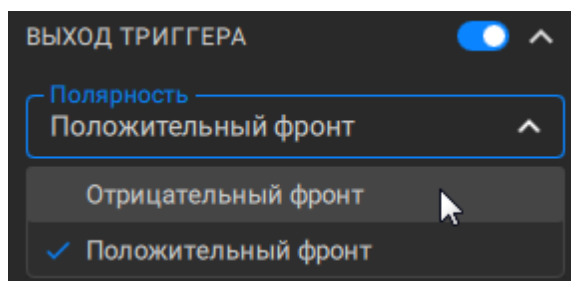 ВЫХОД ТРИГГЕРА
Полярность
Положительный фронт
Отрицательный фронт
Положительный фронт